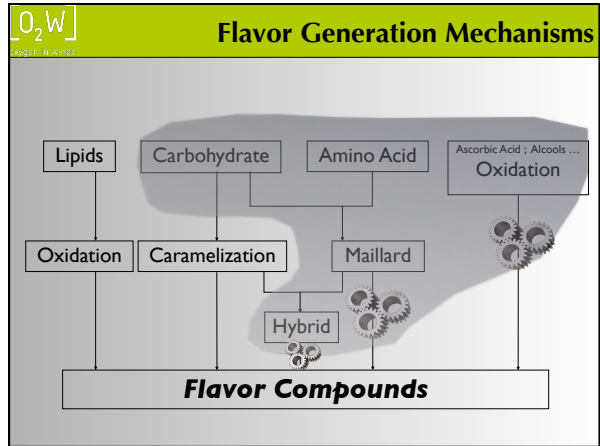 [O2W]
oxygen in wines
Flavor Generation Mechanisms
Lipids
Carbohydrate
Amino Acid
Ascorbic Acid ; Alcools ...
Oxidation
Oxidation
Caramelization
Maillard
Hybrid
Flavor Compounds